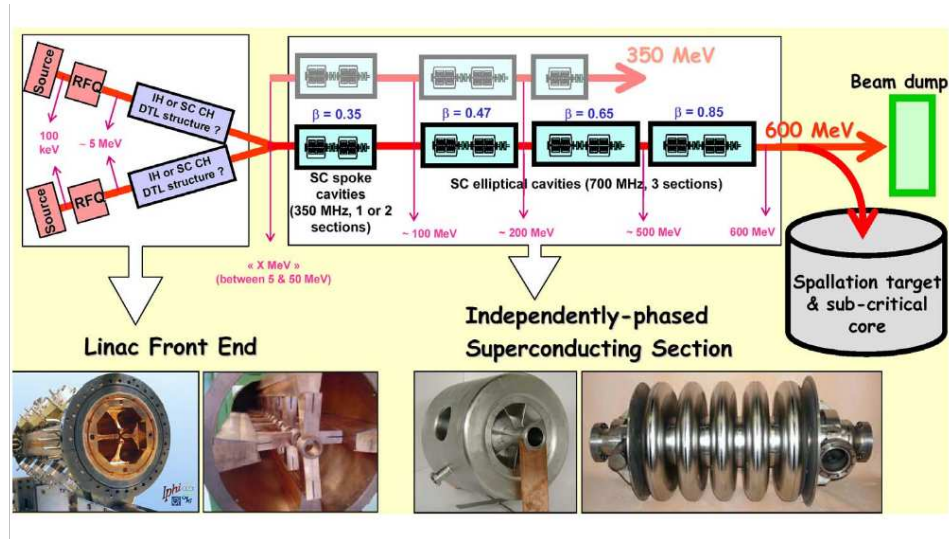 Source
RFQ
IH or SC CH
DTL structure ?
100
keV
~ 5 MeV
IH or SC CH
DTL structure ?
RFQ
Source
350 MeV
β = 0.35
β = 0.47
β = 0.65
β = 0.85
600 MeV
Beam dump
SC spoke
cavities
(350 MHz, 1 or 2
sections)
SC elliptical cavities (700 MHz, 3 sections)
~ 100 MeV
~ 200 MeV
~ 500 MeV
600 MeV
« X MeV »
(between 5 & 50 MeV)
Spallation target
& sub-critical
core
Linac Front End
Independently-phased
Superconducting Section
Iphi